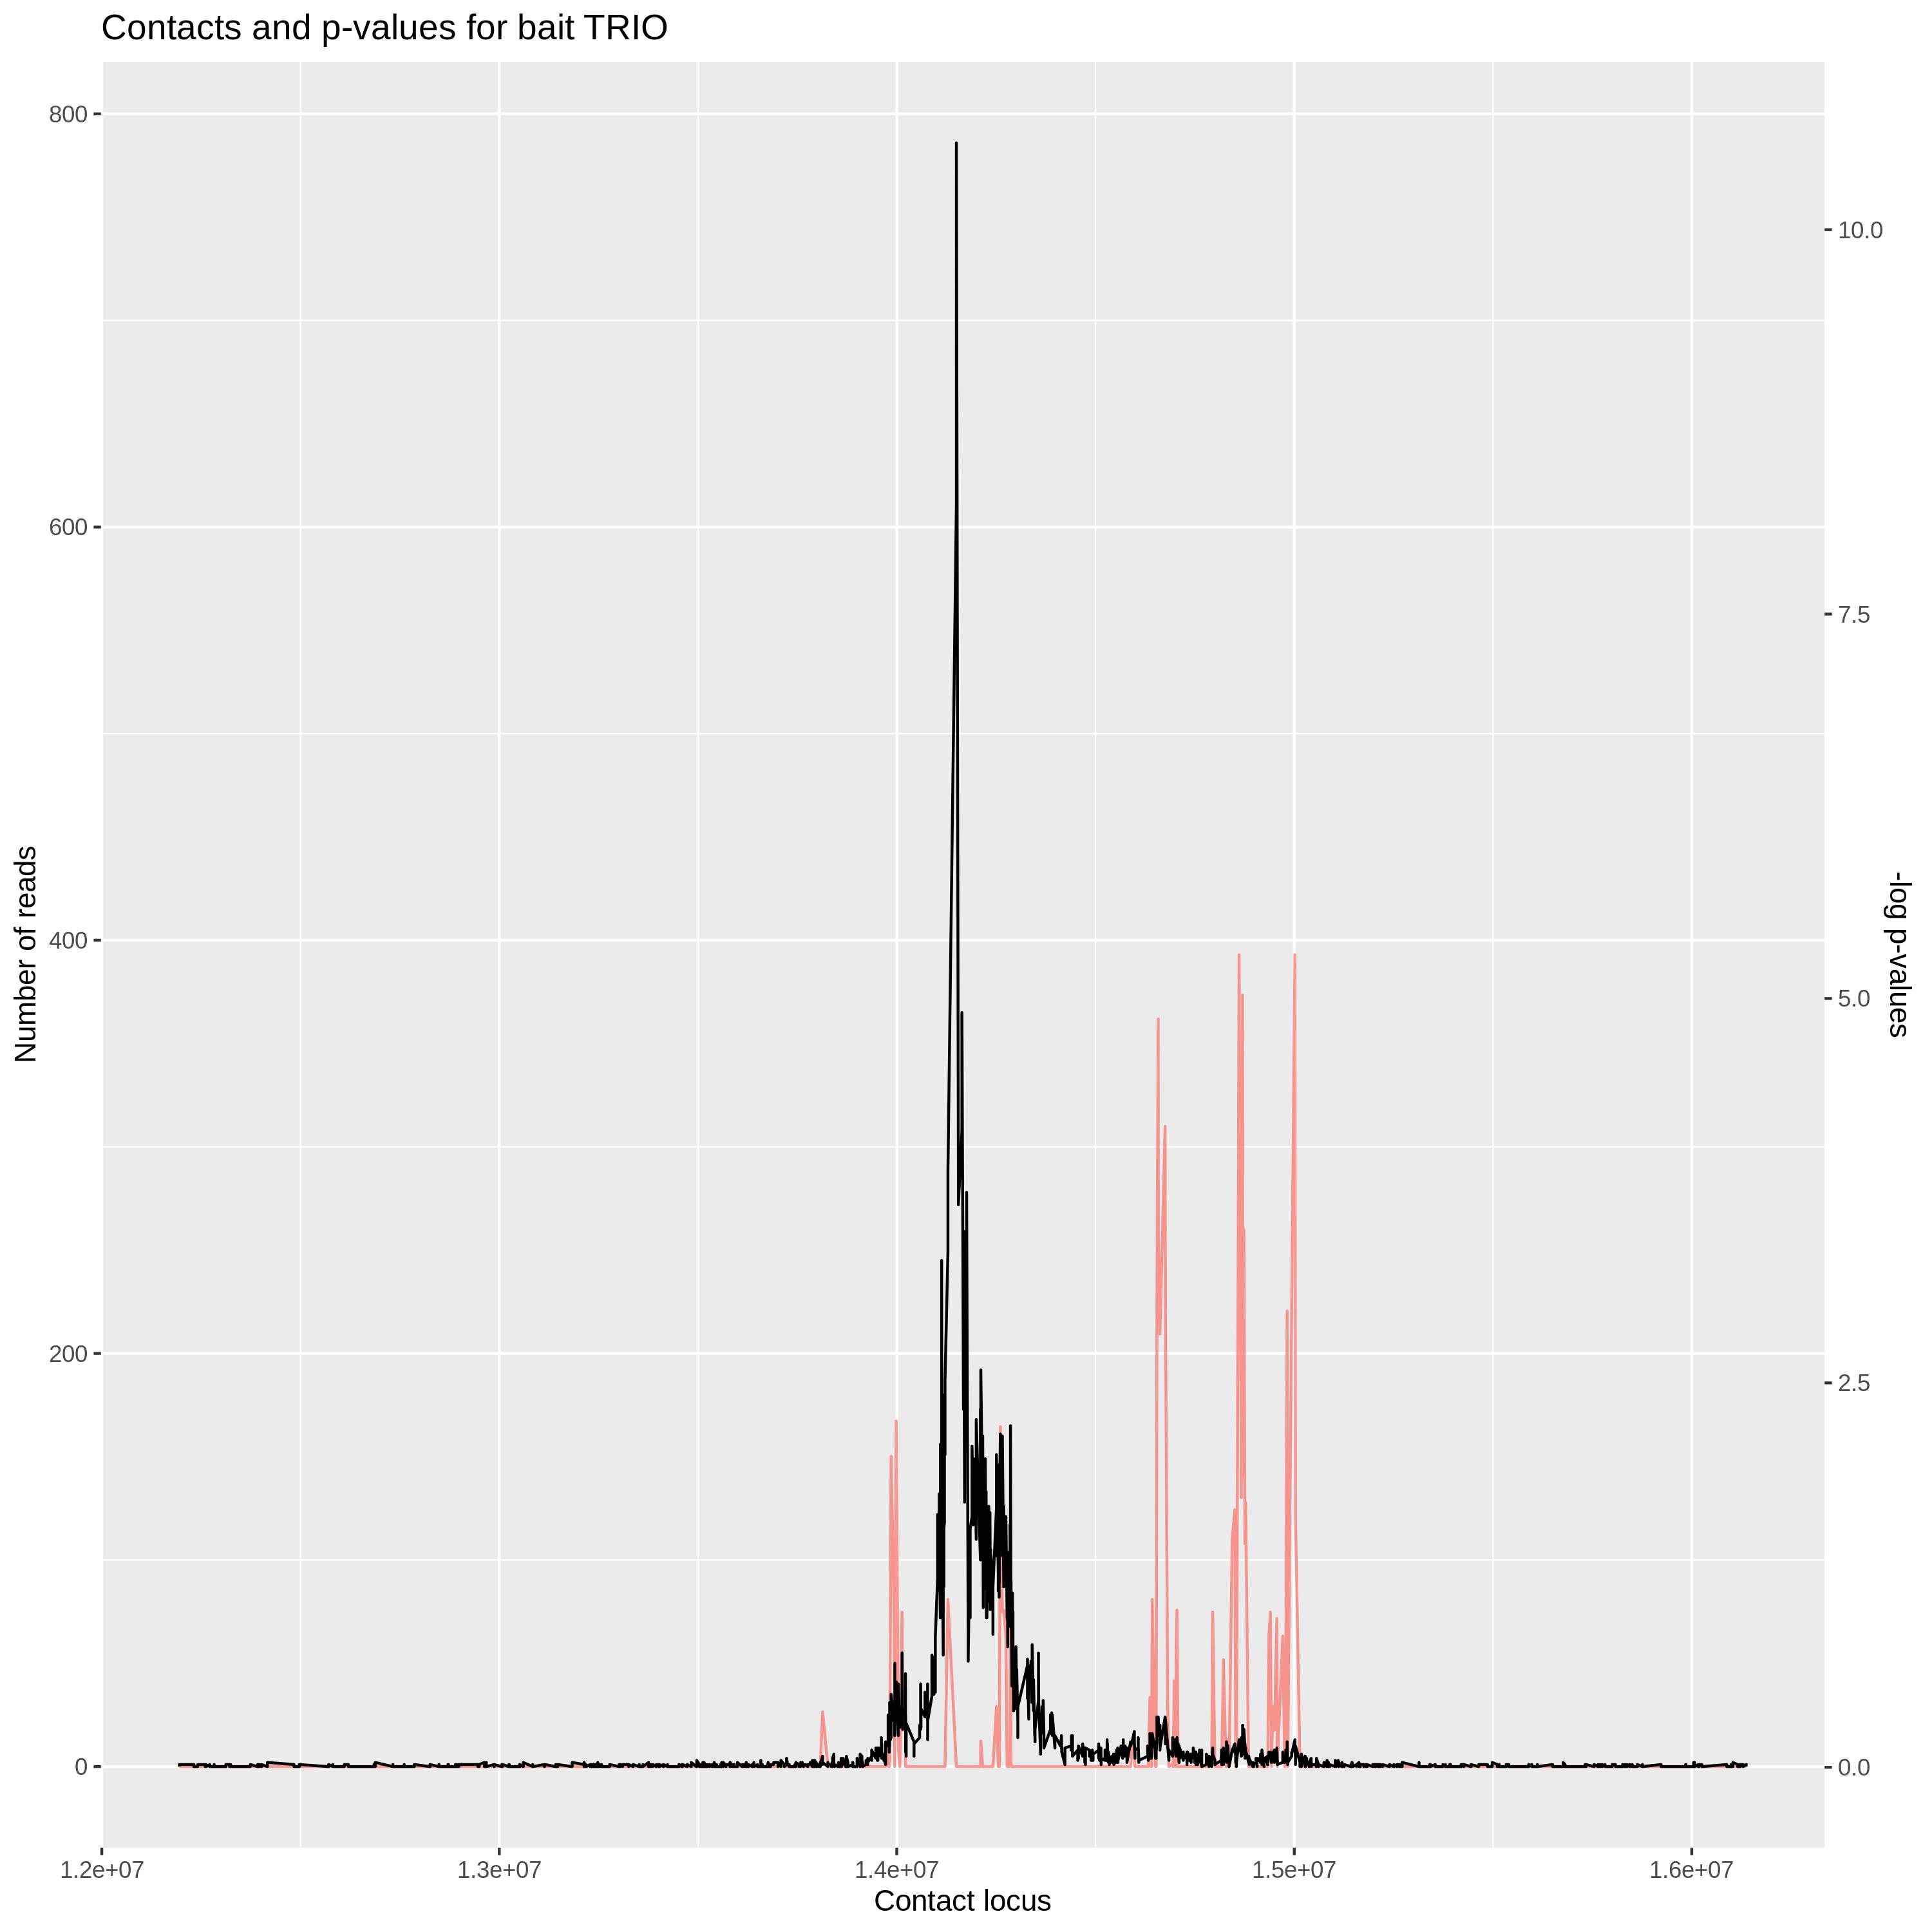 Contacts and p-values for bait TRIO
800
600
400
200
0
Number of reads
10.0
7.5
5.0
2.5
0.0
-log p-values
1.2e+07
1.3e+07
1.4e+07
1.5e+07
1.6e+07
Contact locus